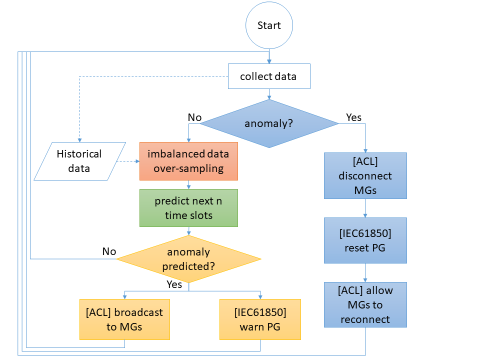 Start
collect data
No
anomaly?
Yes
Historical
data
imbalanced data
over-sampling
[ACL]
disconnect
MGs
predict next n
time slots
[IEC61850]
reset PG
No
anomaly
predicted?
Yes
[ACL] broadcast
to MGs
[IEC61850]
warn PG
[ACL] allow
MGs to
reconnect